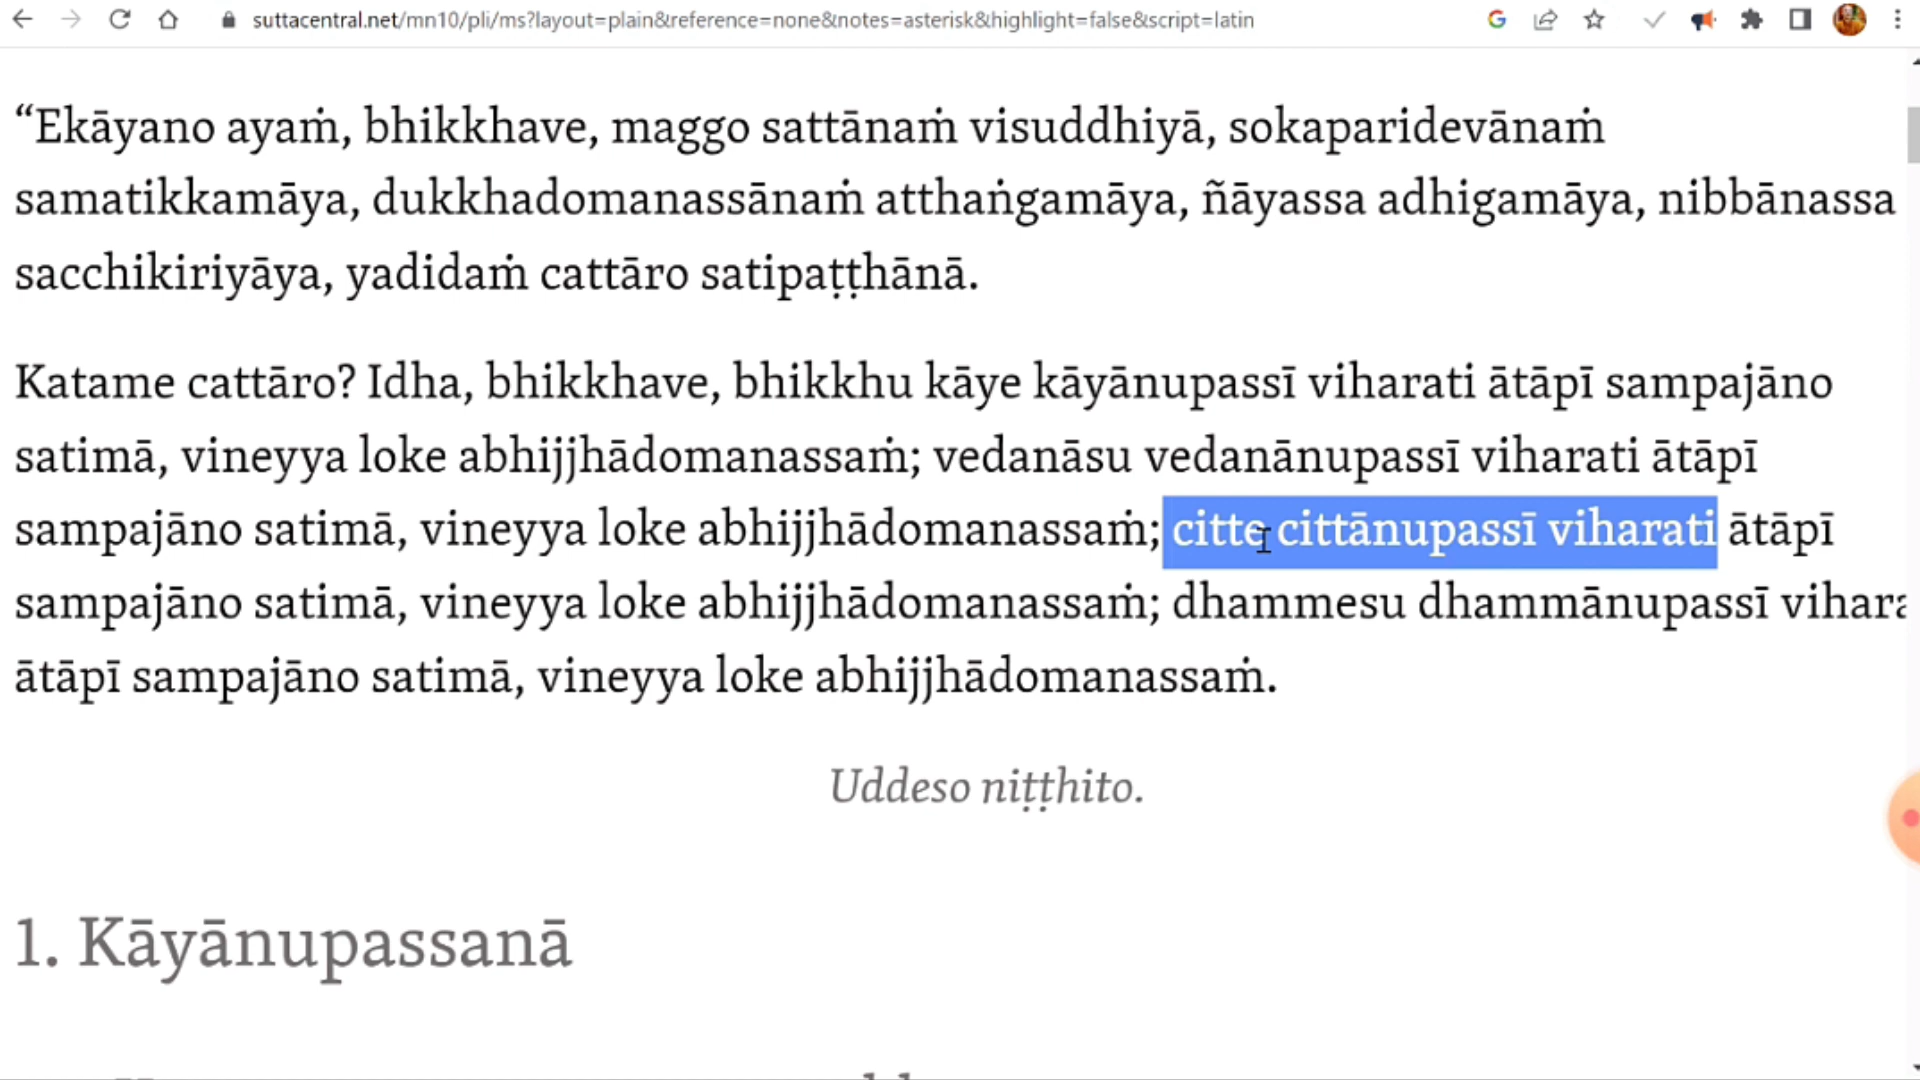 suttacentral.net/mn10/pli/ms?layout=plain&reference=none&notes=asterisk&highlight=false&script=latin
“Ekāyano ayaṁ, bhikkhave, maggo sattānaṁ visuddhiyā, sokaparidevānaṁ
samatikkamāya, dukkhadomanassānaṁ atthaṅgamāya, ñāyassa adhigamāya, nibbānassa
sacchikiriyāya, yadidaṁ cattāro satipaṭṭhānā.
Katame cattāro? Idha, bhikkhave, bhikkhu kāye kāyānupassī viharati ātāpī sampajāno
satimā, vineyya loke abhijjhādomanassaṁ; vedanāsu vedanānupassī viharati ātāpī
sampajāno satimā, vineyya loke abhijjhādomanassaṁ; citte cittānupassī viharati ātāpī
sampajāno satimā, vineyya loke abhijjhādomanassaṁ; dhammesu dhammānupassī vihara
ātāpī sampajāno satimā, vineyya loke abhijjhādomanassaṁ.
Uddeso niṭṭhito.
1. Kāyānupassanā